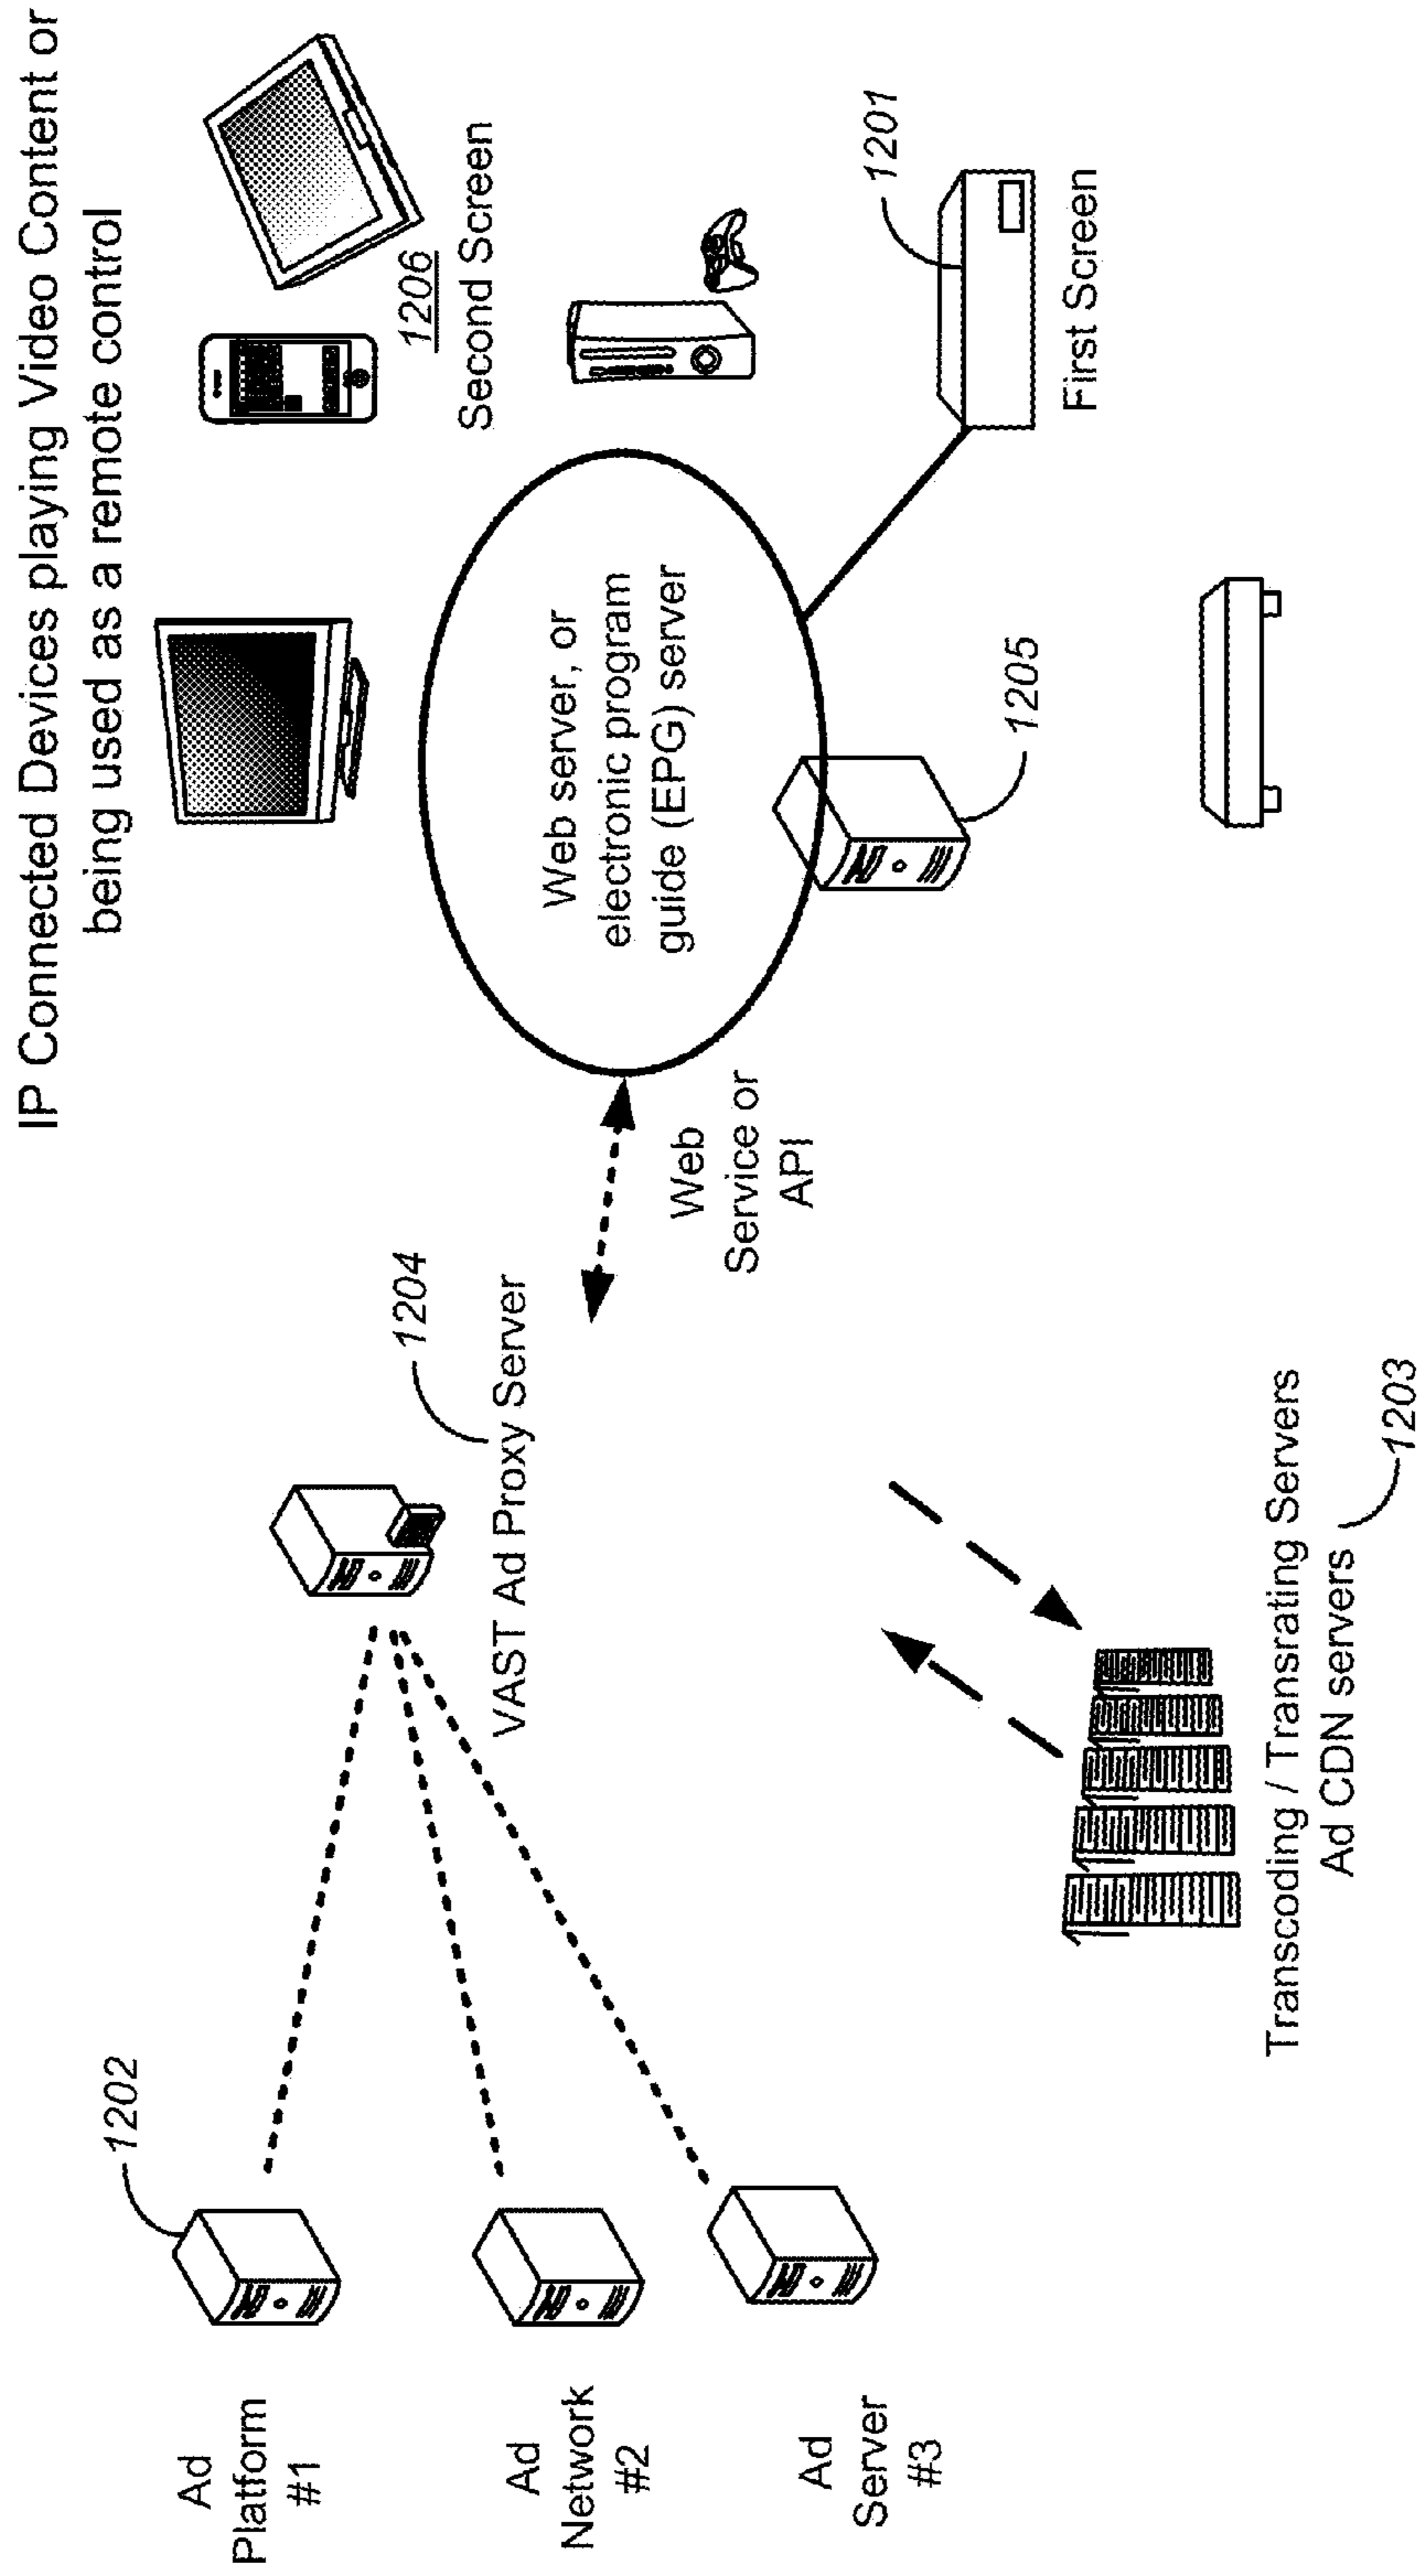 IP Connected Devices playing Video Content or
being used as a remote control
1202
Ad
Platform
#1
Ad
Network
#2
Ad
Server
#3
1204
VAST Ad Proxy Server
Web
Service or
API
Web server, or
electronic program
guide (EPG) server
1206
Second Screen
1201
First Screen
1205
Transcoding / Transrating Servers
Ad CDN servers
1203